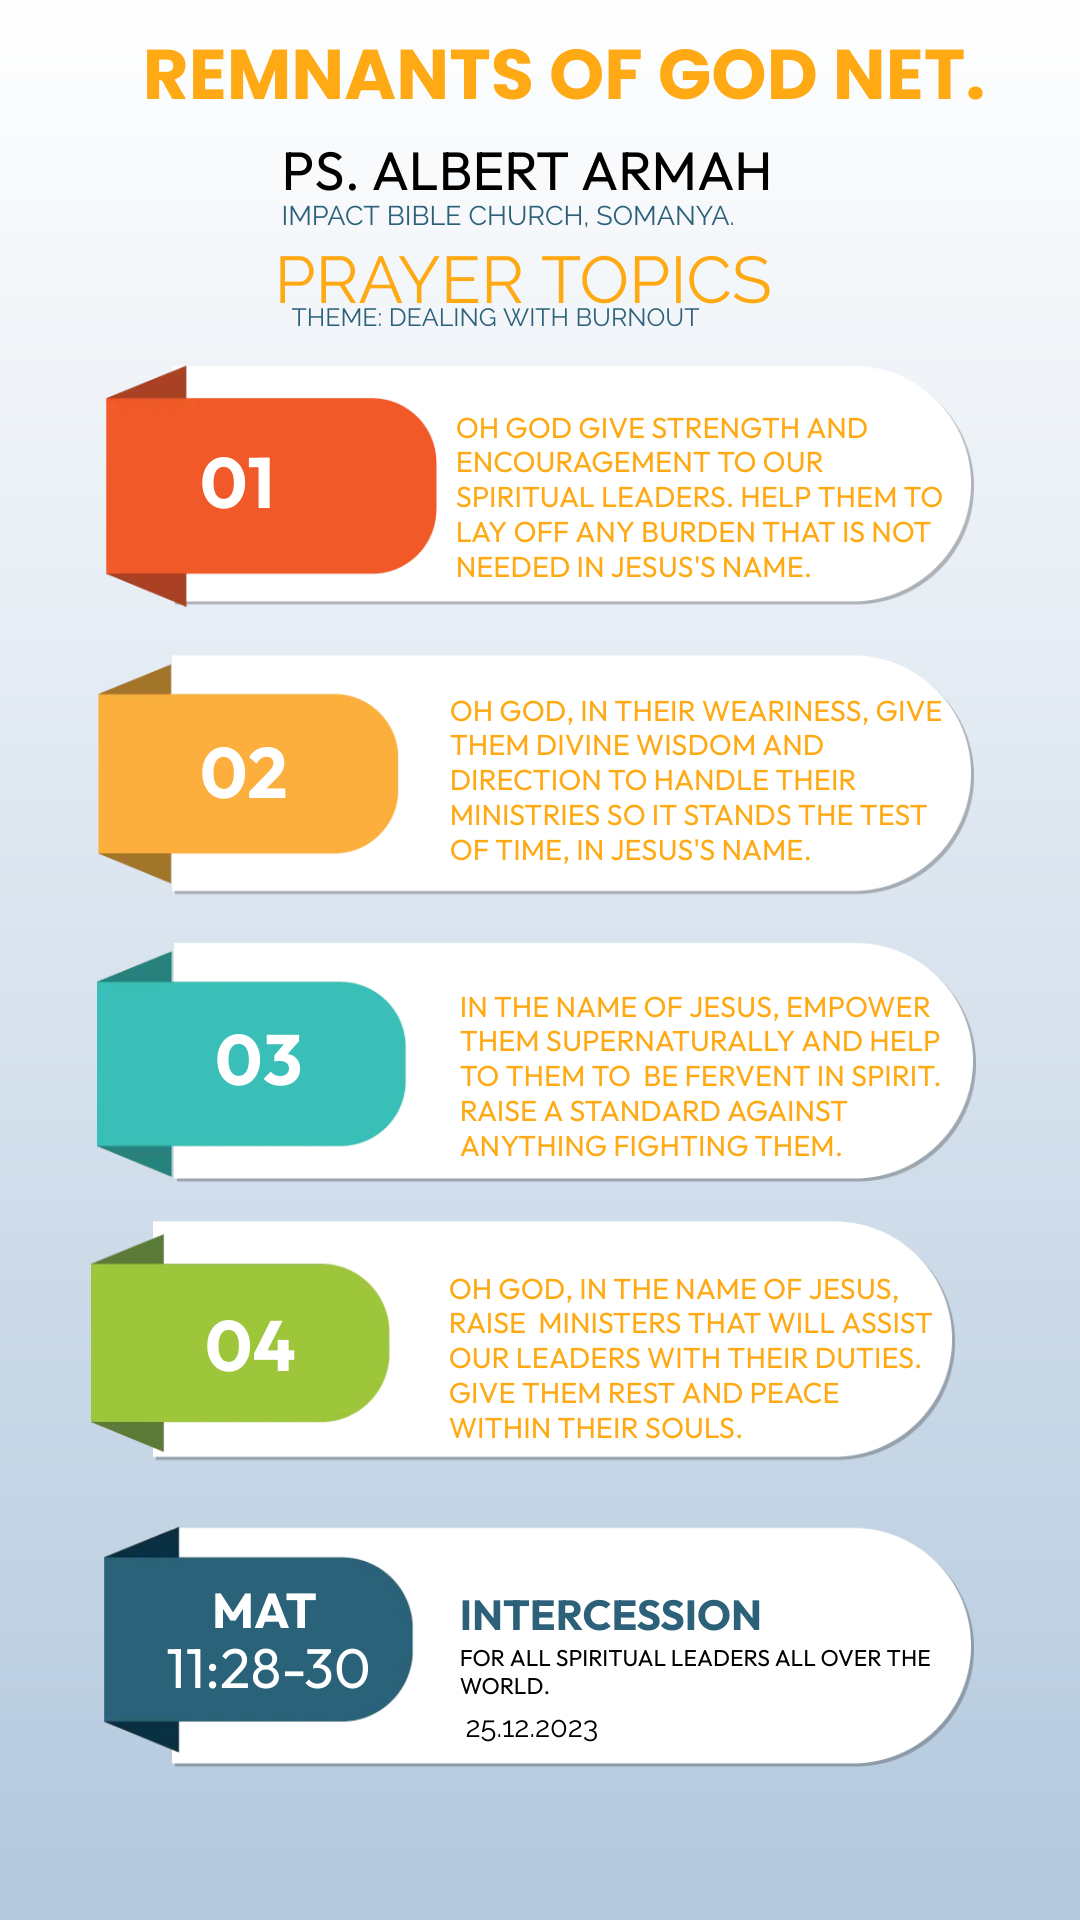 REMNANTS OF GOD NET.
PS. ALBERT ARMAH
IMPACT BIBLE CHURCH, SOMANYA.
PRAYER TOPICS
THEME: DEALING WITH BURNOUT
01
OH GOD GIVE STRENGTH AND
ENCOURAGEMENT TO OUR
SPIRITUAL LEADERS. HELP THEM TO
LAY OFF ANY BURDEN THAT IS NOT
NEEDED IN JESUS'S NAME.
02
OH GOD, IN THEIR WEARINESS, GIVE
THEM DIVINE WISDOM AND
DIRECTION TO HANDLE THEIR
MINISTRIES SO IT STANDS THE TEST
OF TIME, IN JESUS'S NAME.
03
IN THE NAME OF JESUS, EMPOWER
THEM SUPERNATURALLY AND HELP
TO THEM TO  BE FERVENT IN SPIRIT.
RAISE A STANDARD AGAINST
ANYTHING FIGHTING THEM.
04
OH GOD, IN THE NAME OF JESUS,
RAISE  MINISTERS THAT WILL ASSIST
OUR LEADERS WITH THEIR DUTIES.
GIVE THEM REST AND PEACE
WITHIN THEIR SOULS.
MAT
11:28-30
INTERCESSION
FOR ALL SPIRITUAL LEADERS ALL OVER THE
WORLD.
25.12.2023